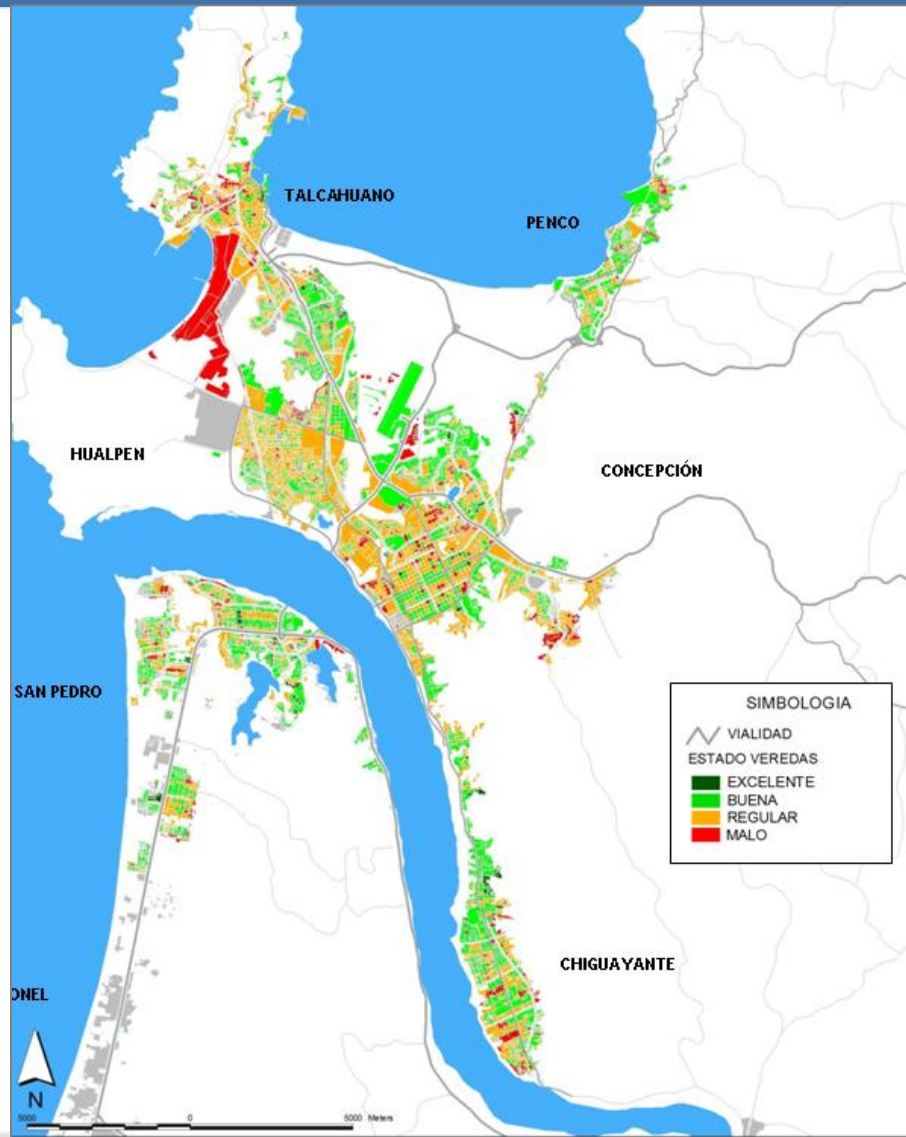 TALCAHUANO
PENCO
HUALPEN
CONCEPCIÓN
SAN PEDRO
SIMBOLOGIA
VIALIDAD
ESTADO VEREDAS
EXCELENTE
BUENA
REGULAR
MALO
CHIGUAYANTE
ONEL
N
5000 0 5000 Meters